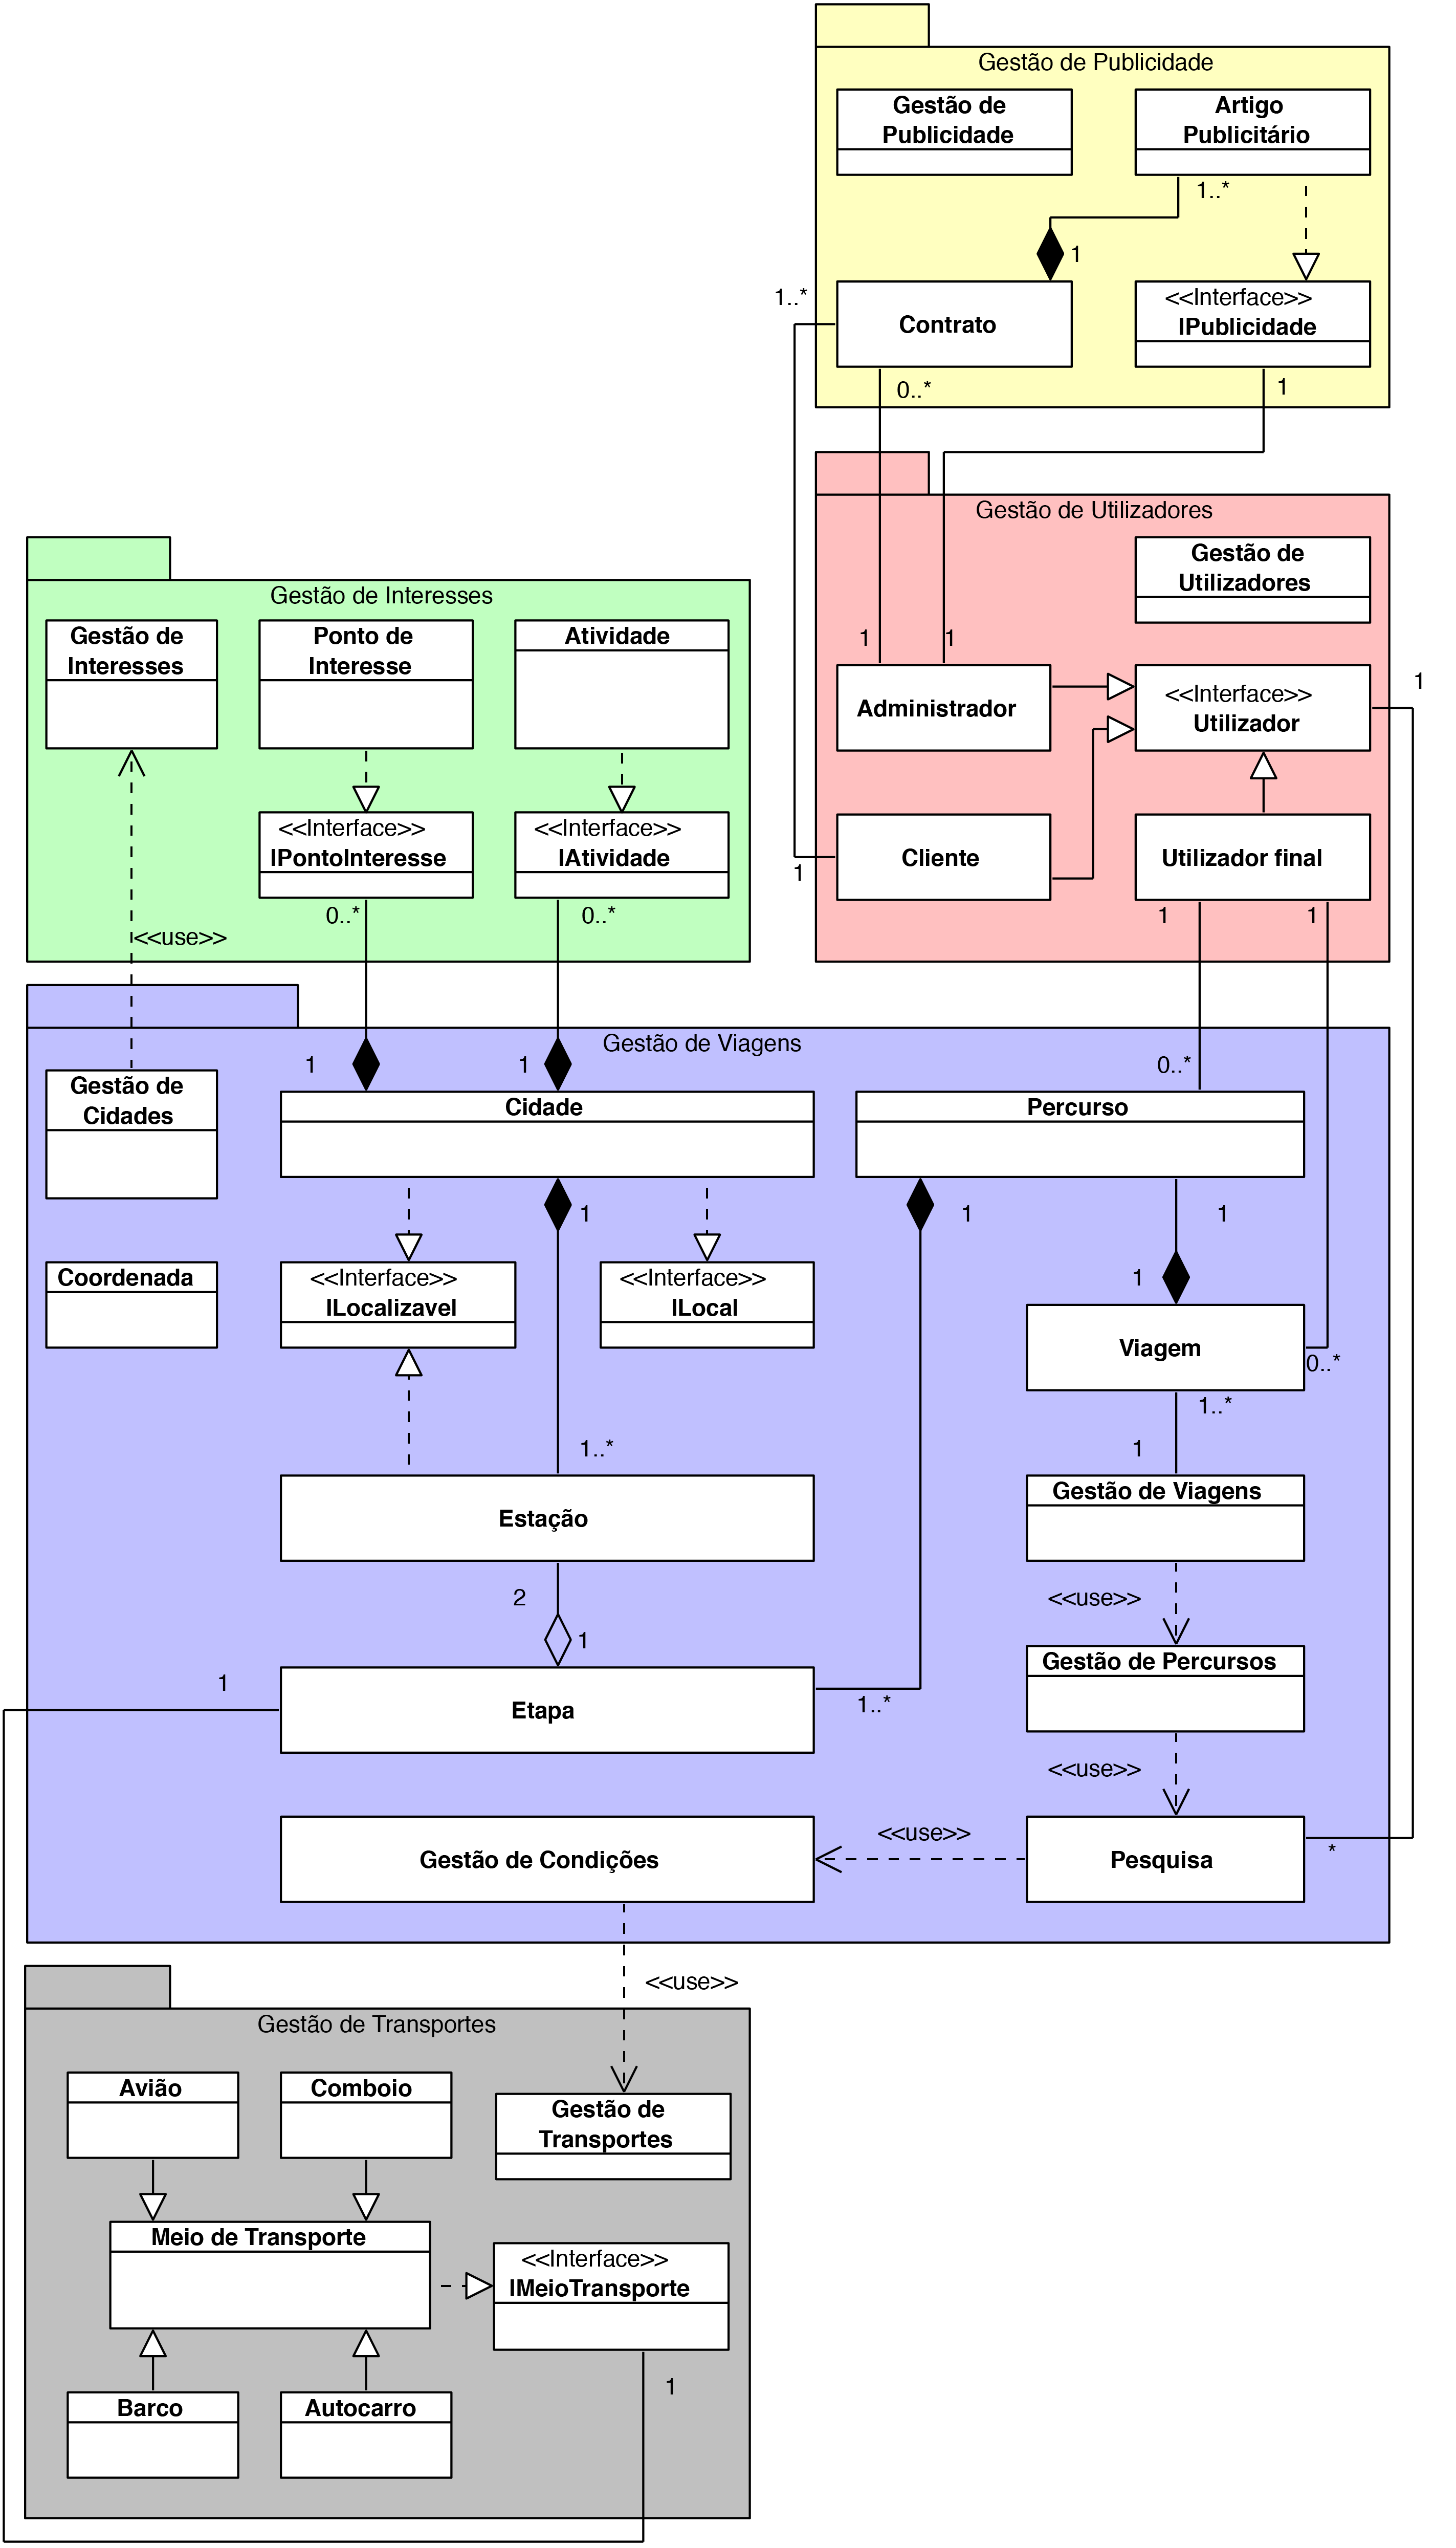 Gestão de Publicidade
Gestão de
Publicidade
Artigo
Publicitário
1..*
1
1..*
Contrato
<<Interface>>
IPublicidade
0..*
1
Gestão de Utilizadores
Gestão de
Utilizadores
1
1
Administrador
<<Interface>>
Utilizador
1
Cliente
1
Utilizador final
1
1
Gestão de Interesses
Gestão de
Interesses
Ponto de
Interesse
Atividade
<<Interface>>
IPontoInteresse
<<Interface>>
IAtividade
0..*
0..*
<<use>>
Gestão de Viagens
1
1
0..*
Gestão de
Cidades
Cidade
Percurso
1
1
1
1
Coordenada
<<Interface>>
ILocalizavel
<<Interface>>
ILocal
Viagem
0..*
1..*
1..*
1
Estação
Gestão de Viagens
2
1
<<use>>
1
Etapa
1..*
Gestão de Percursos
<<use>>
Gestão de Condições
<<use>>
Pesquisa
*
<<use>>
Gestão de Transportes
Avião
Comboio
Gestão de
Transportes
Meio de Transporte
<<Interface>>
IMeioTransporte
1
Barco
Autocarro